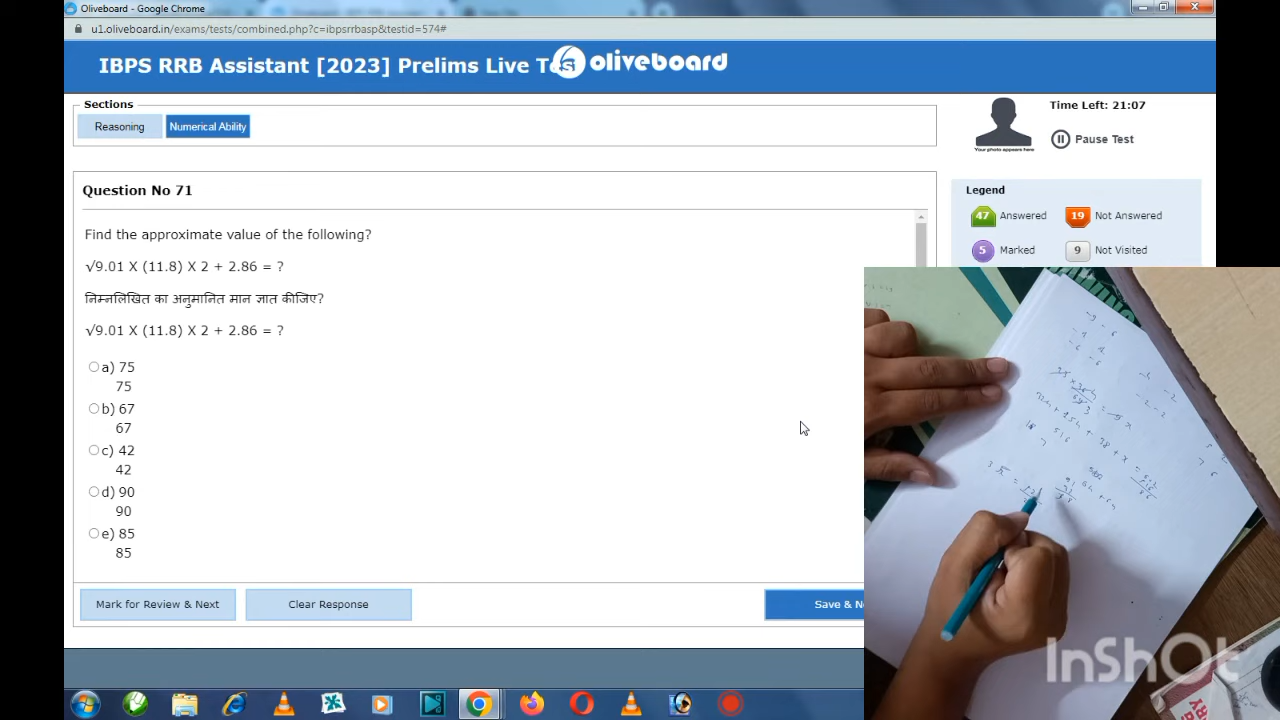 Oliveboard - Google Chrome
u1.oliveboard.in/exams/tests/combined.php?c=ibpsrrbasp&testid=574#
IBPS RRB Assistant [2023] Prelims Live
oliveboard
Sections
Reasoning
Numerical Ability
Your photo appears here
Time Left: 21:07
Pause Test
Question No 71
Legend
47 Answered
19 Not Answered
5 Marked
9 Not Visited
Find the approximate value of the following?
√9.01 X (11.8) X 2 + 2.86 = ?
निम्नलिखित का अनुमानित मान ज्ञात कीजिए?
√9.01 X (11.8) X 2 + 2.86 = ?
a) 75
75
b) 67
67
c) 42
42
d) 90
90
e) 85
85
Mark for Review & Next
Clear Response
Save &
InShOt